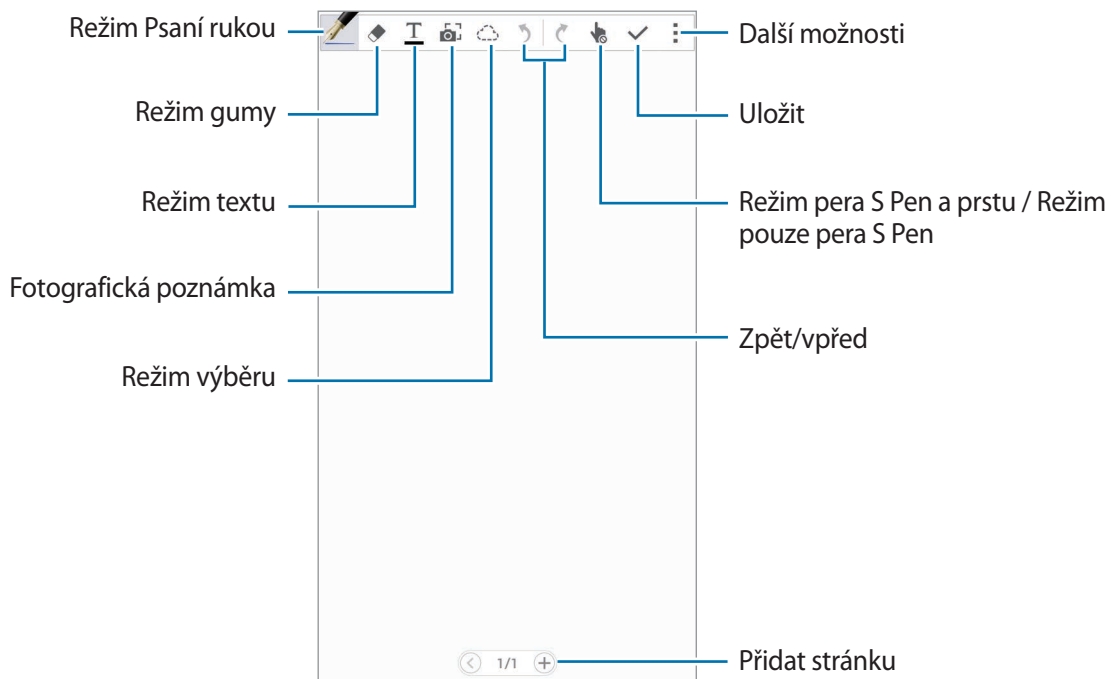 Režim Psaní rukou
Další možnosti
Režim gumy
Uložit
Režim textu
Režim pera S Pen a prstu / Režim
pouze pera S Pen
Fotografická poznámka
Zpět/vpřed
Režim výběru
1/1
Přidat stránku